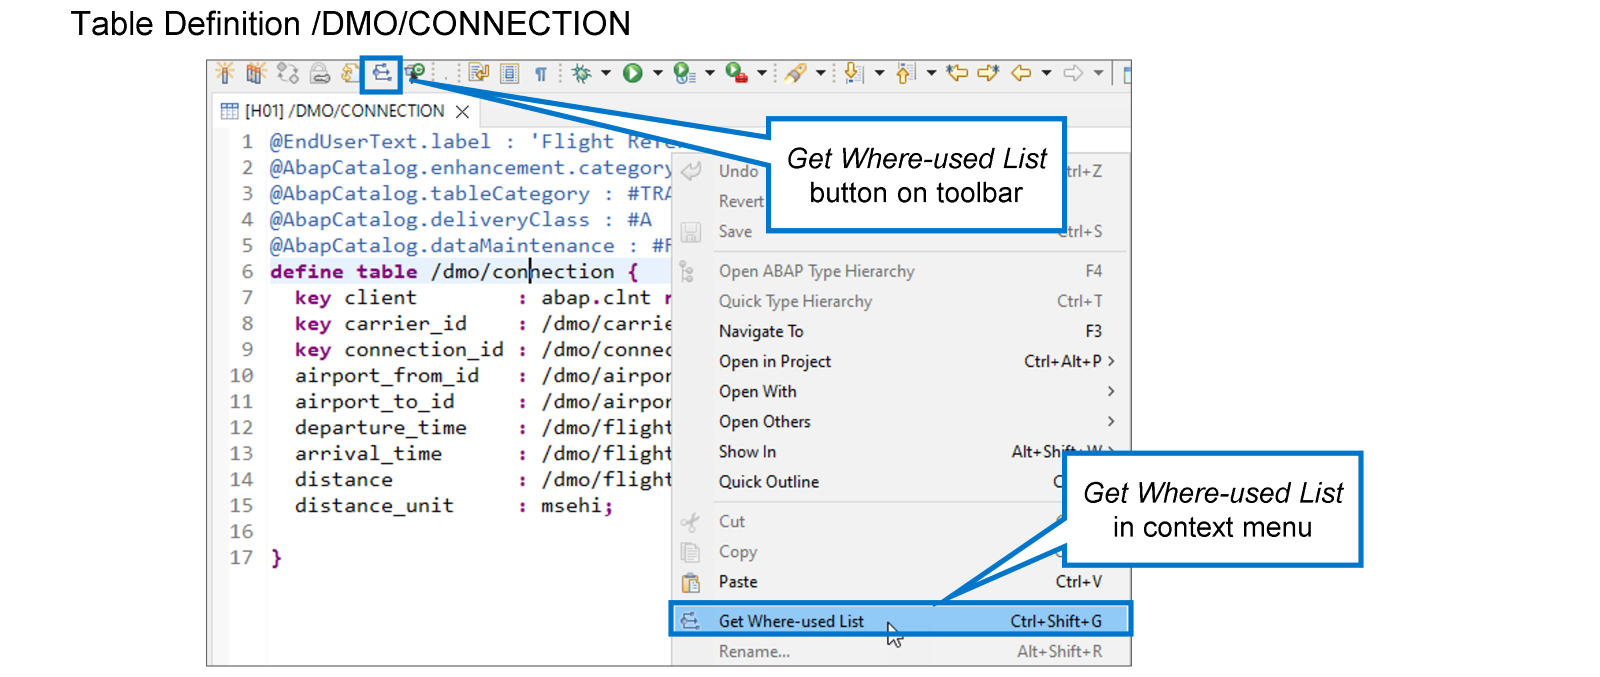 Table Definition /DMO/CONNECTION
[H01] /DMO/CONNECTION
Get Where-used List
button on toolbar
1 @EndUserText.label : 'Flight
2 @AbapCatalog.enhancement.category
3 @AbapCatalog.tableCategory : #TRA
4 @AbapCatalog.deliveryClass : #A
5 @AbapCatalog.dataMaintenance : #
6 define table /dmo/connection {
7 key client : abap.clnt
8 key carrier_id : /dmo/carrie
9 key connection_id : /dmo/connec
10 airport_from_id : /dmo/airpor
11 airport_to_id : /dmo/airpor
12 departure_time : /dmo/flight
13 arrival_time : /dmo/flight
14 distance : /dmo/flight
15 distance_unit : msehi;
16
17 }
Undo trl+Z
Revert
Save Ctrl+S
Open ABAP Type Hierarchy F4
Quick Type Hierarchy Ctrl+T
Navigate To F3
Open in Project Ctrl+Alt+P >
Open With >
Open Others >
Show In Alt+Shift+W >
Quick Outline C
Get Where-used List
in context menu
Cut
Copy
Paste Ctrl+V
Get Where-used List Ctrl+Shift+G
Rename... Alt+Shift+R